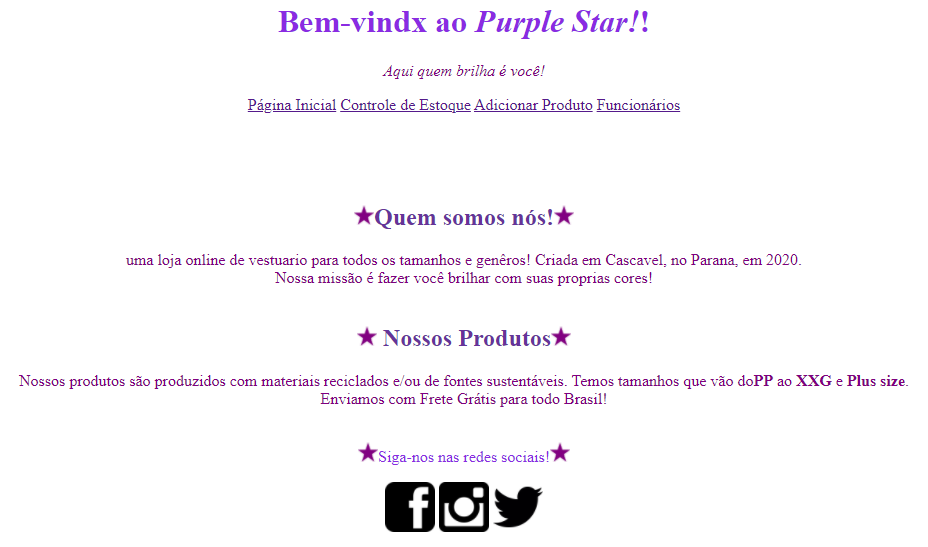 Bem-vindx ao Purple Star!!
Aqui quem brilha é você!
Página Inicial Controle de Estoque Adicionar Produto Funcionários
Quem somos nós!
uma loja online de vestuario para todos os tamanhos e genêros! Criada em Cascavel, no Parana, em 2020.
Nossa missão é fazer você brilhar com suas proprias cores!
Nossos Produtos
Nossos produtos são produzidos com materiais reciclados e/ou de fontes sustentáveis. Temos tamanhos que vão doPP ao XXG e Plus size.
Enviamos com Frete Grátis para todo Brasil!
Siga-nos nas redes sociais!